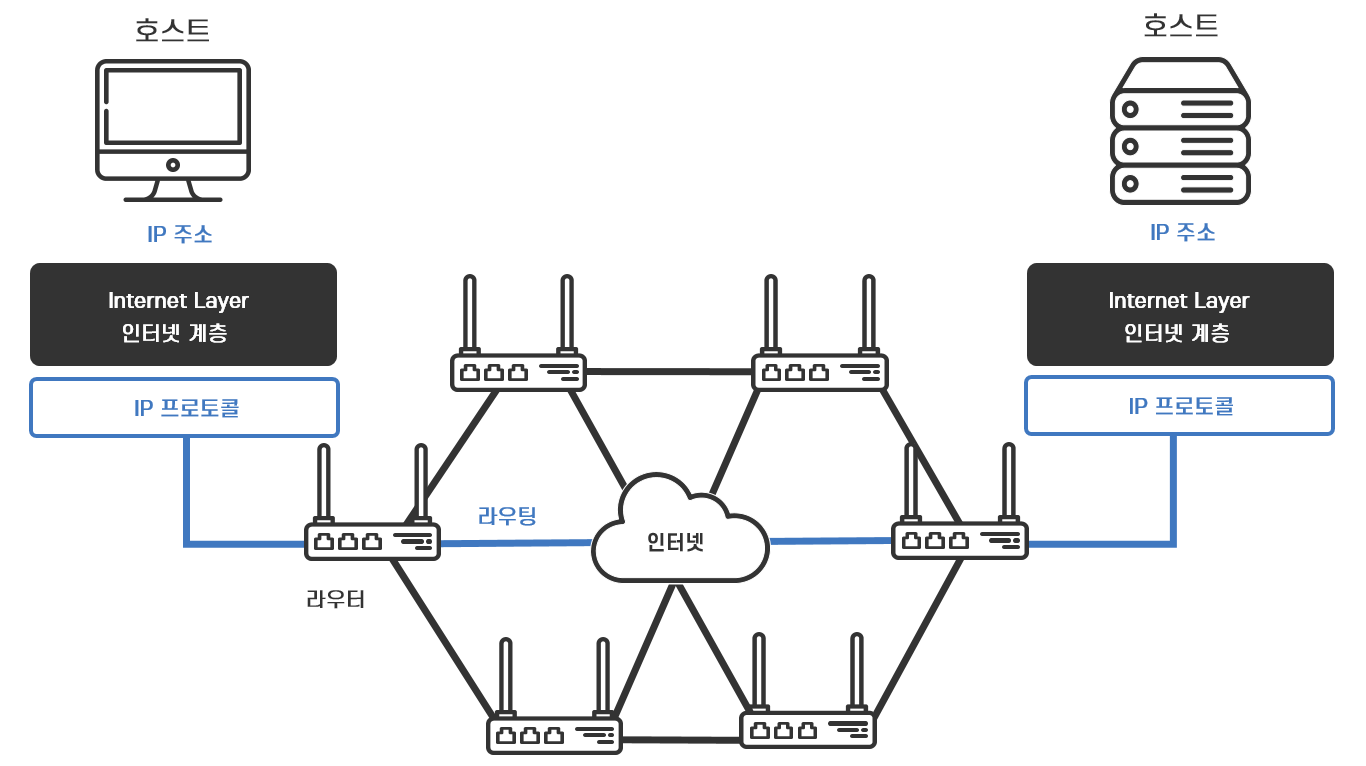 호스트
호스트
IP 주소
IP 주소
Internet Layer
인터넷 계층
Internet Layer
인터넷 계층
IP 프로토콜
IP 프로토콜
라우팅
인터넷
라우터